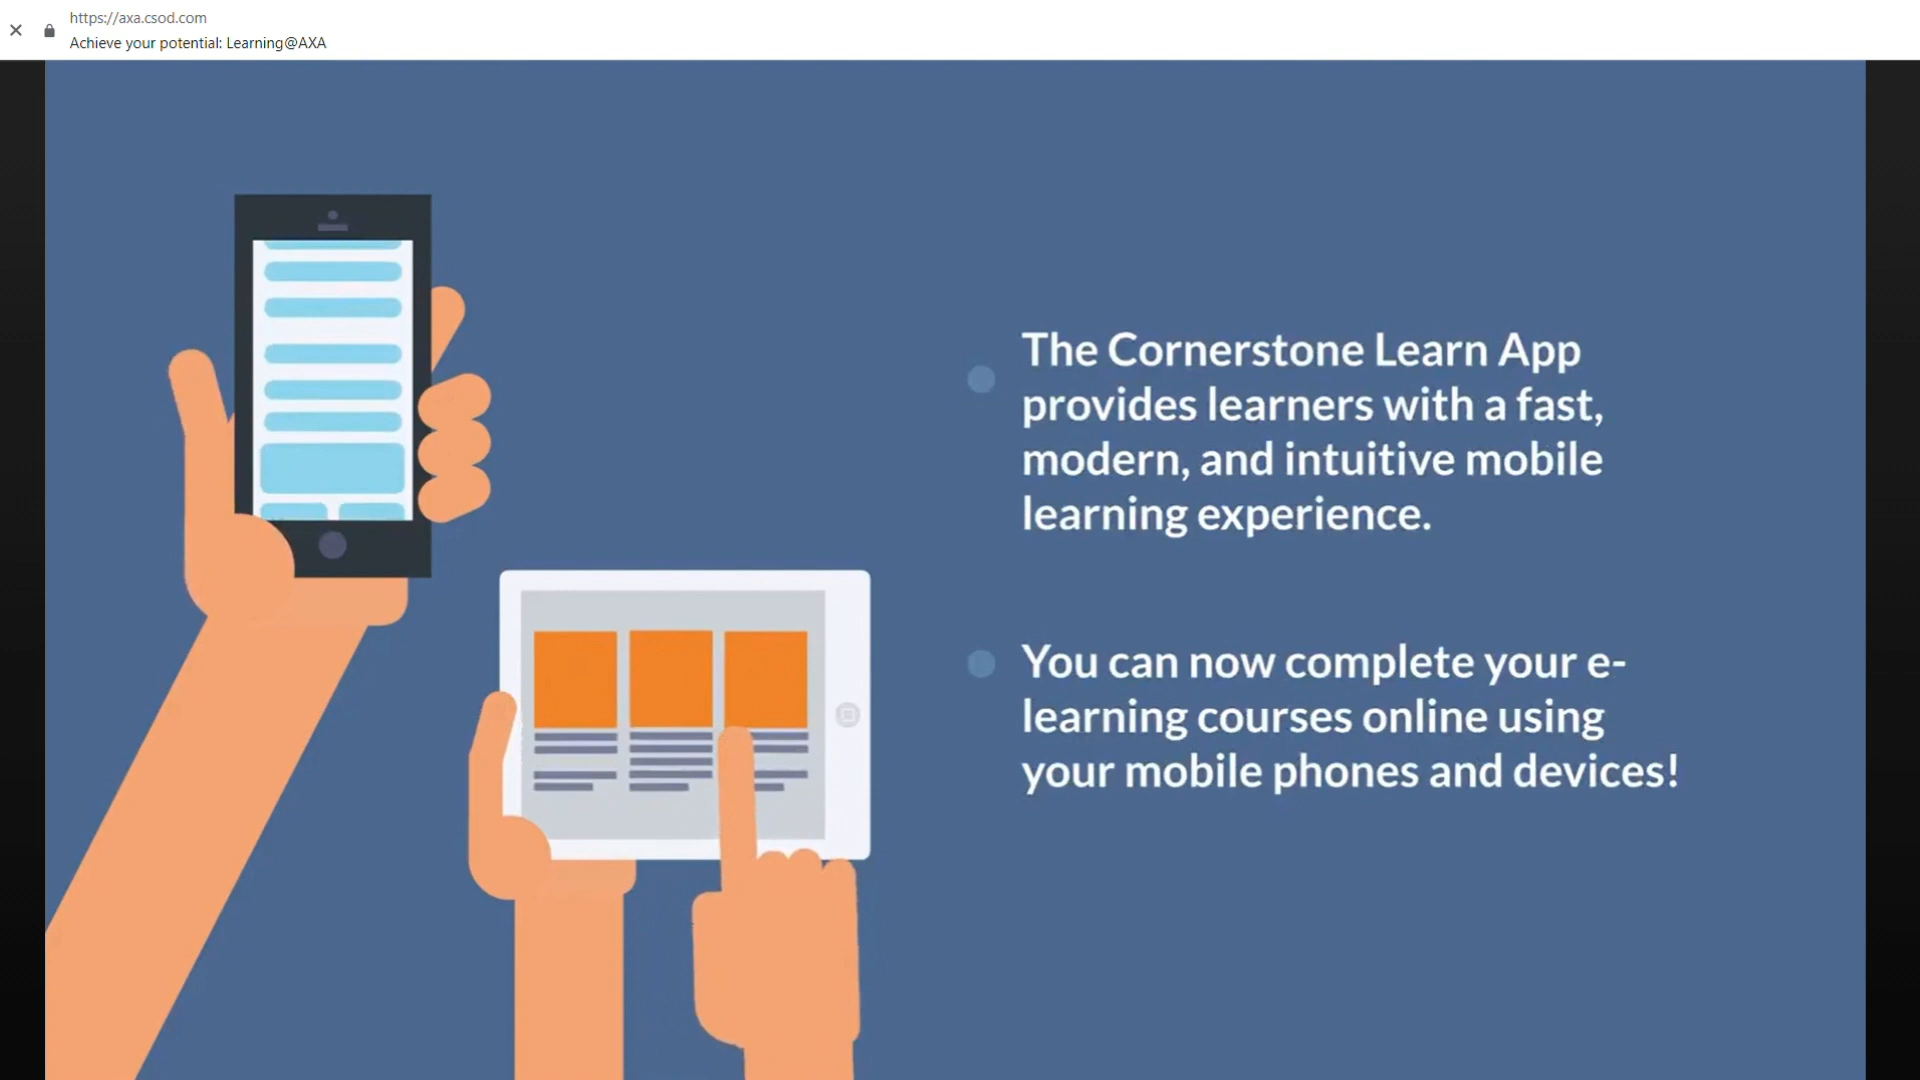 https://axa.csod.com
Achieve your potential: Learning@AXA
The Cornerstone Learn App
provides learners with a fast,
modern, and intuitive mobile
learning experience.
You can now complete your e-
learning courses online using
your mobile phones and devices!